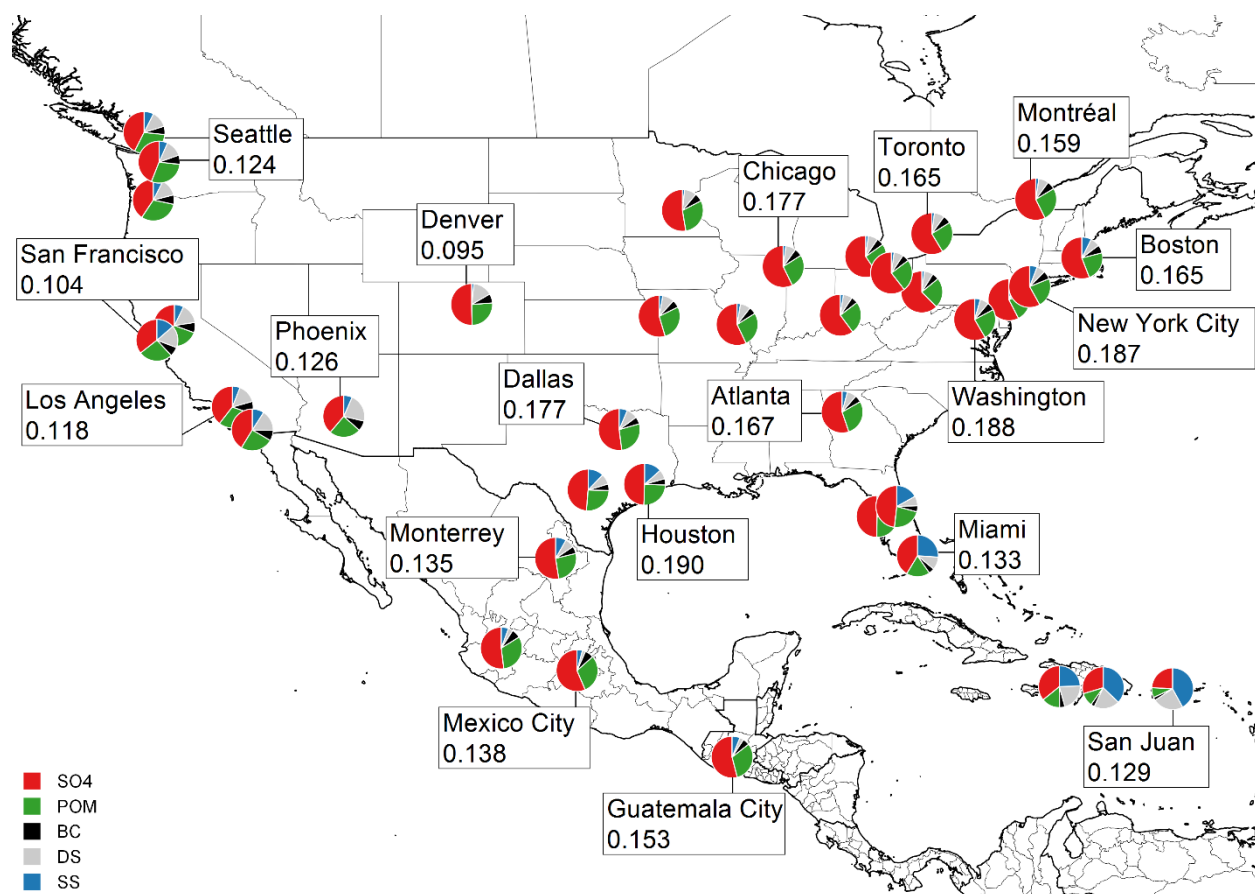 Montréal
0.159
Seattle
0.124
Toronto
0.165
Chicago
0.177
Denver
0.095
San Francisco
0.104
Boston
0.165
Phoenix
0.126
New York City
0.187
Dallas
0.177
Los Angeles
0.118
Atlanta
0.167
Washington
0.188
Monterrey
0.135
Houston
0.190
Miami
0.133
Mexico City
0.138
San Juan
0.129
Guatemala City
0.153
SO4
POM
BC
DS
SS